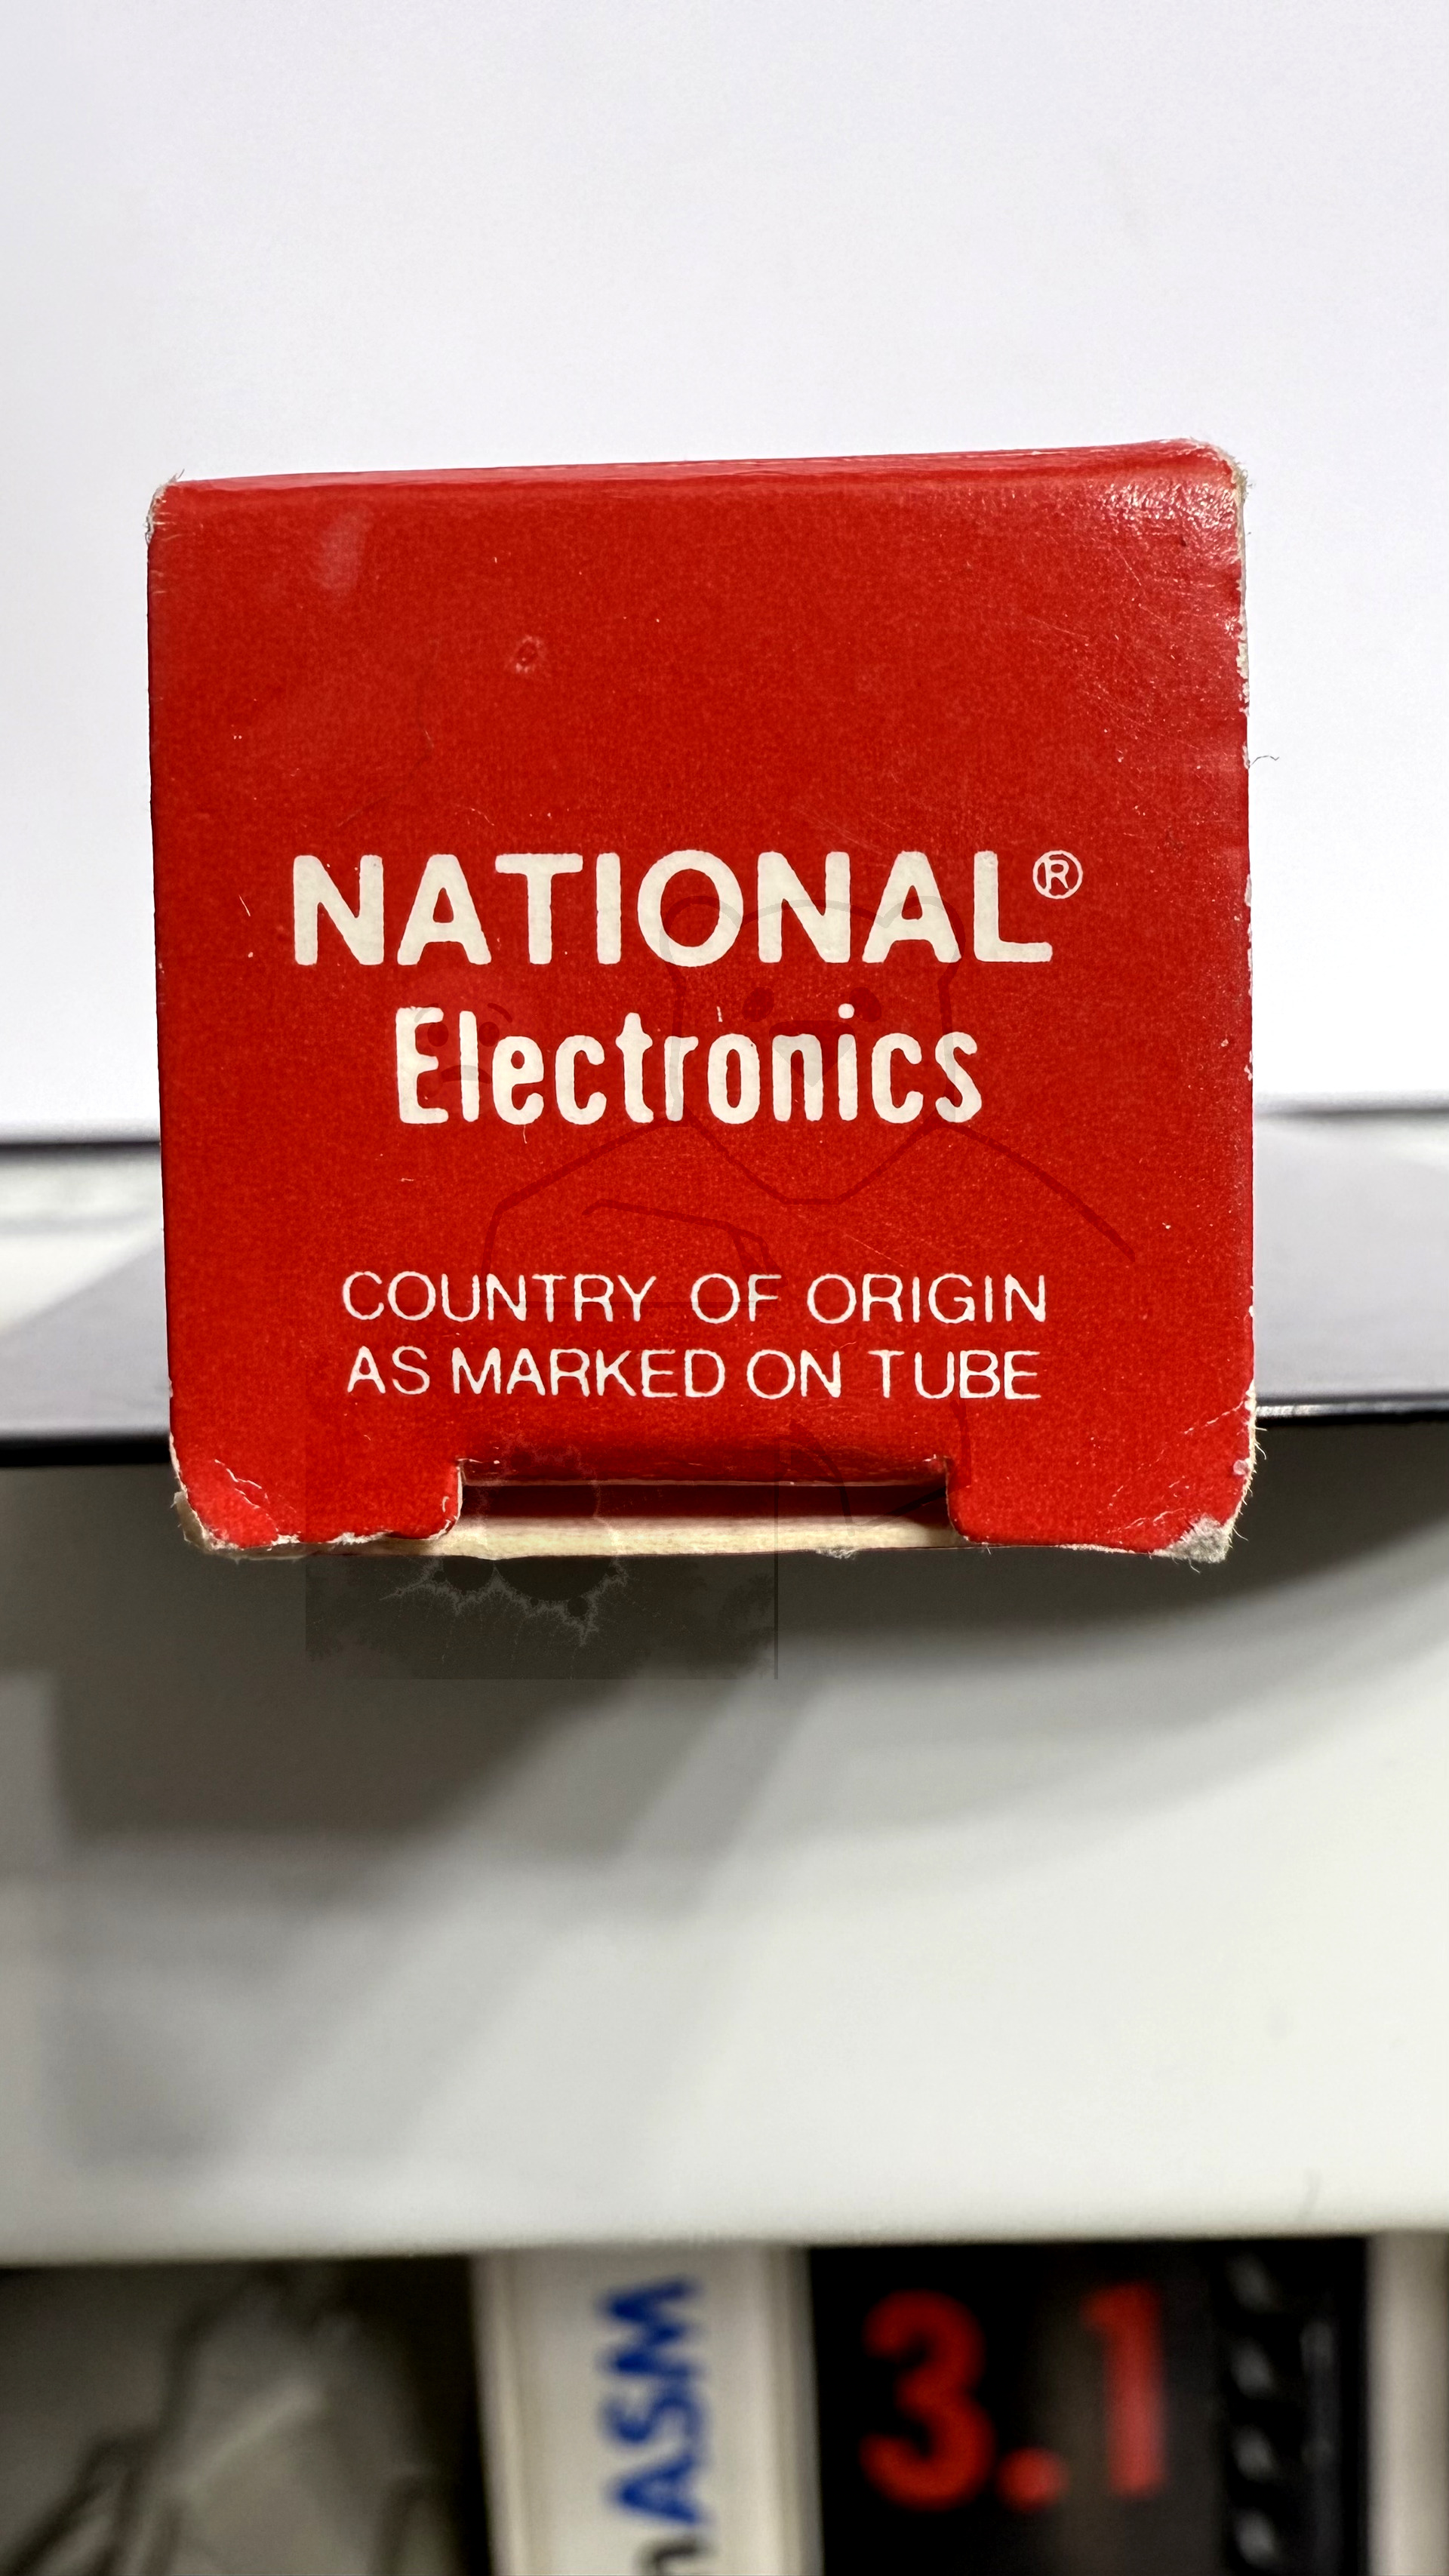 NATIONAL®
Electronics
COUNTRY OF ORIGIN
AS MARKED ON TUBE
ASM
3.1